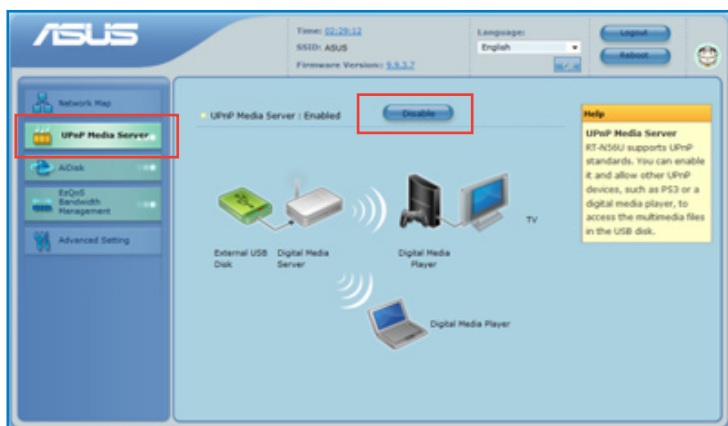 ASUS
Time: 02:29:12
SSID: ASUS
Firmware Version: 9.9.3.7
Language:
English
Logout
Reboot
Network Map
UPnP Media Server
AiDisk
EzQoS
Bandwidth
Management
Advanced Setting
UPnP Media Server : Enabled
Disable
External USB
Disk
Digital Media
Server
Digital Media
Player
TV
Digital Media Player
Help
UPnP Media Server
RT-N56U supports UPnP
standards. You can enable
it and allow other UPnP
devices, such as PS3 or a
digital media player, to
access the multimedia files
in the USB disk.